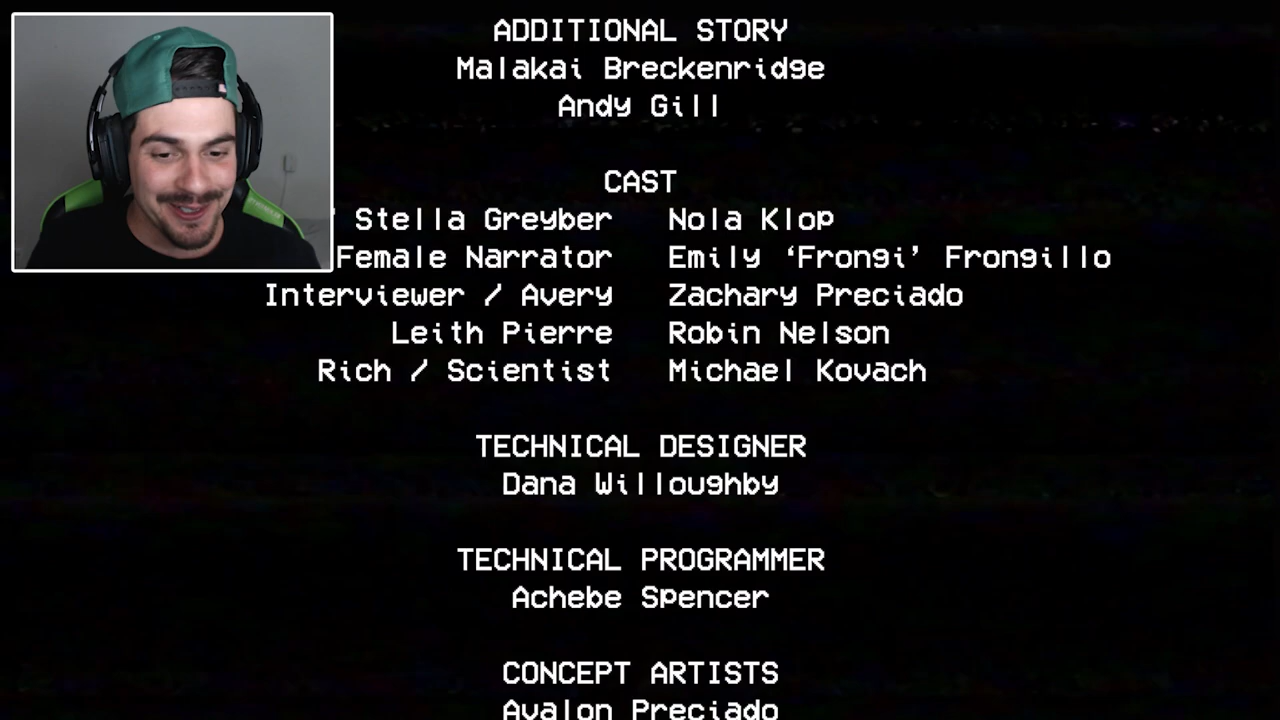 ADDITIONAL STORY
Malakai Breckenridge
Andy Gill
CAST
' Stella Greyber Nola Klop
Female Narrator Emily ‘Frongi’ Frongillo
Interviewer / Avery Zachary Preciado
Leith Pierre Robin Nelson
Rich / Scientist Michael Kovach
TECHNICAL DESIGNER
Dana Willoughby
TECHNICAL PROGRAMMER
Achebe Spencer
CONCEPT ARTISTS
Avalon Preciado